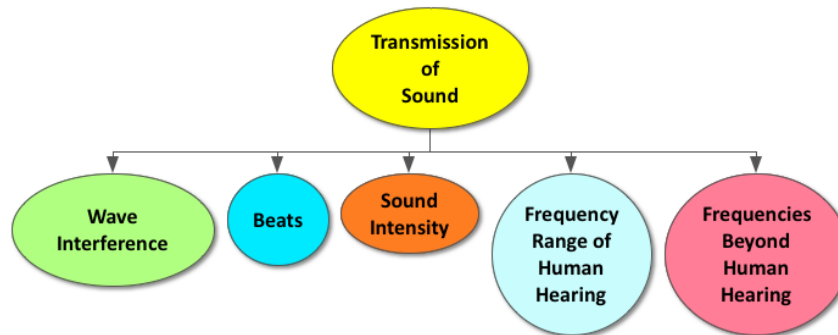 Transmission
of
Sound
Wave
Interference
Beats
Sound
Intensity
Frequency
Range of
Human
Hearing
Frequencies
Beyond
Human
Hearing